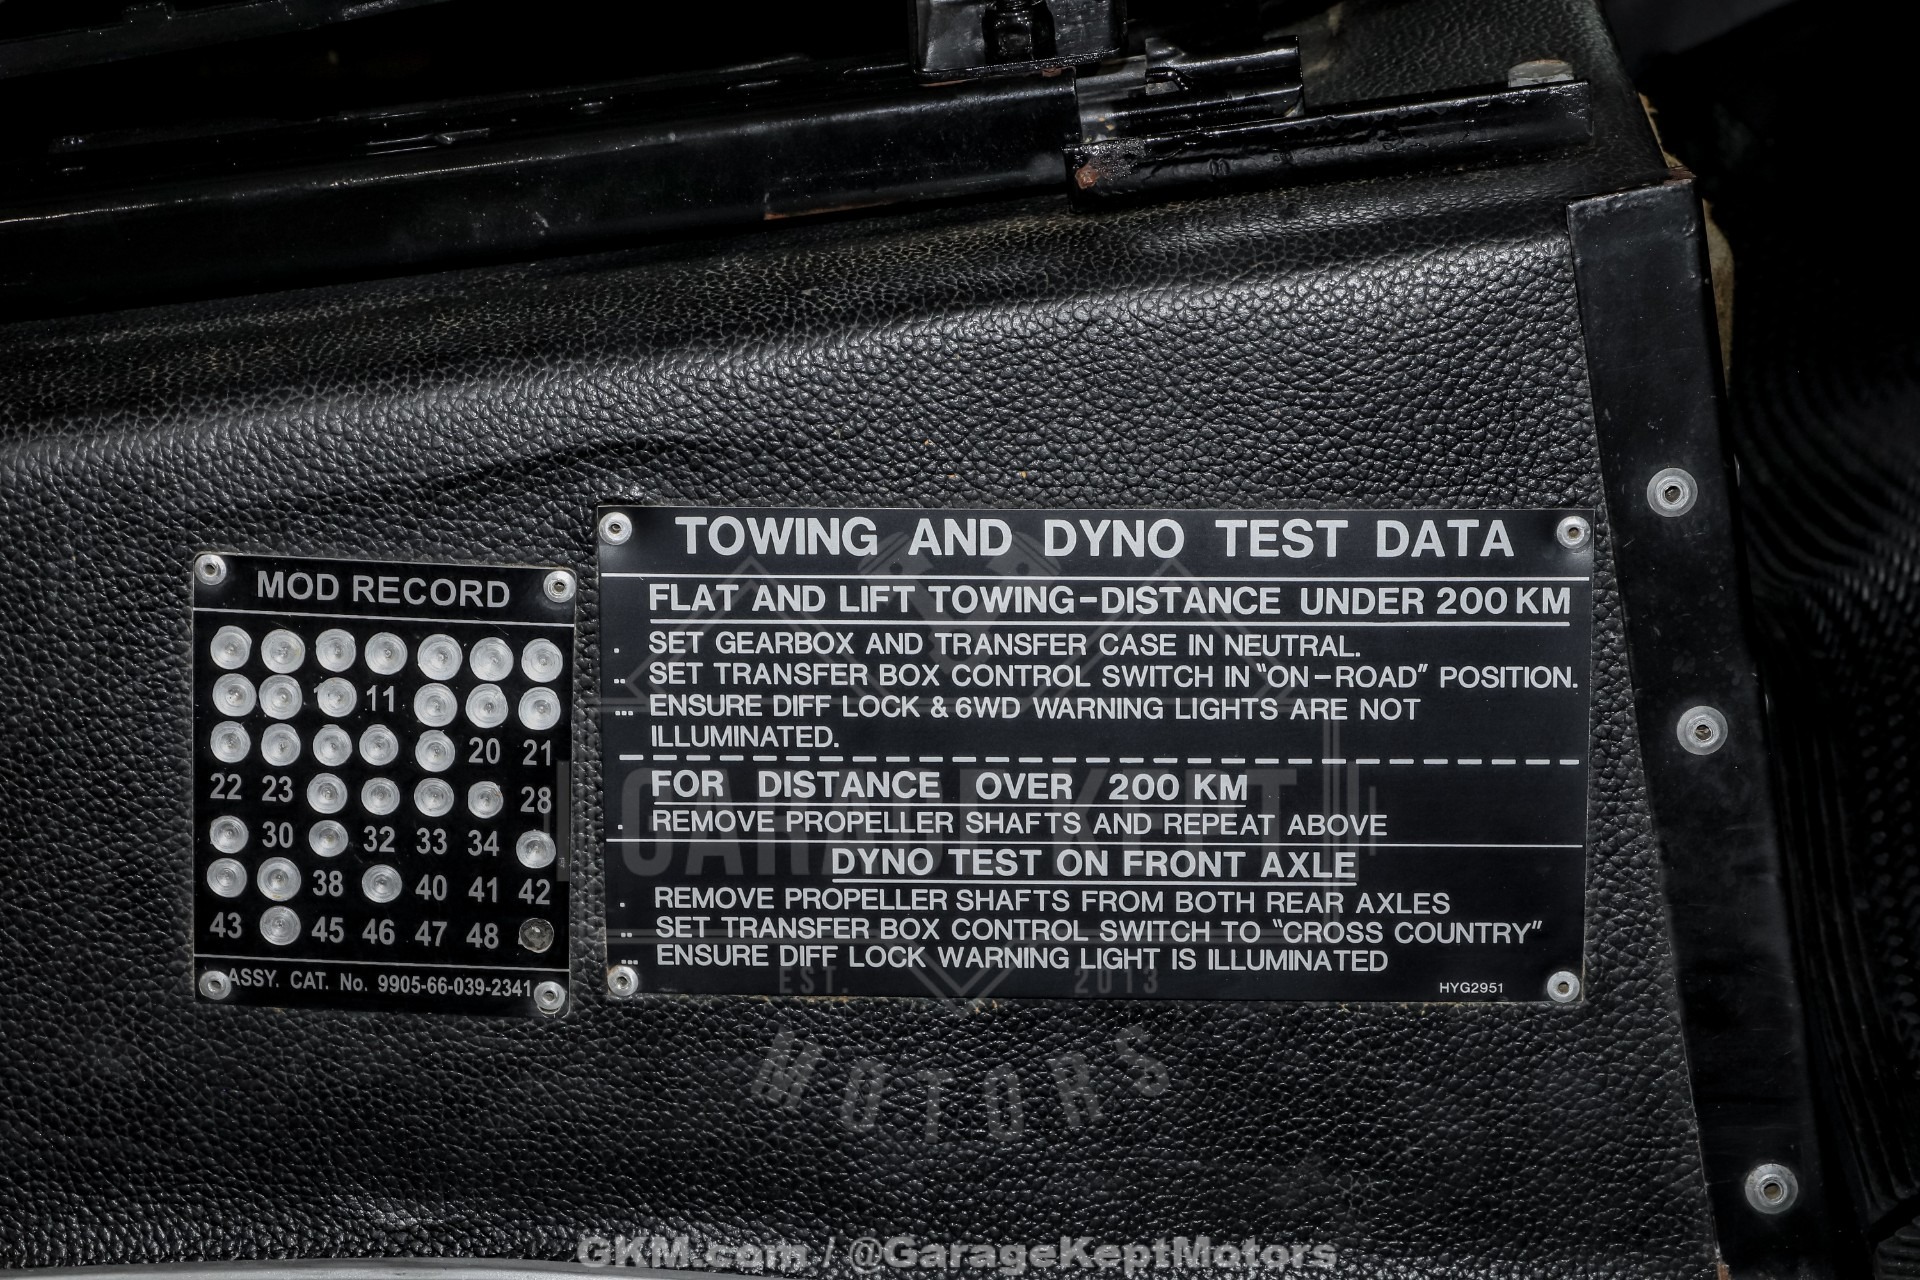 MOD RECORD
11
20 21
22 23 28
30 32 33 34
38 40 41 42
43 45 46 47 48
ASSY. CAT. No. 9905-66-039-2341
TOWING AND DYNO TEST DATA
FLAT AND LIFT TOWING-DISTANCE UNDER 200 KM
. SET GEARBOX AND TRANSFER CASE IN NEUTRAL.
.. SET TRANSFER BOX CONTROL SWITCH IN "ON-ROAD" POSITION.
... ENSURE DIFF LOCK & 6WD WARNING LIGHTS ARE NOT
ILLUMINATED.
FOR DISTANCE OVER 200 KM
. REMOVE PROPELLER SHAFTS AND REPEAT ABOVE
DYNO TEST ON FRONT AXLE
. REMOVE PROPELLER SHAFTS FROM BOTH REAR AXLES
.. SET TRANSFER BOX CONTROL SWITCH TO "CROSS COUNTRY"
... ENSURE DIFF LOCK WARNING LIGHT IS ILLUMINATED
HYG2951
GARAGE KEPT
EST. 2013
MOTORS
GKM.com / @GarageKeptMotors